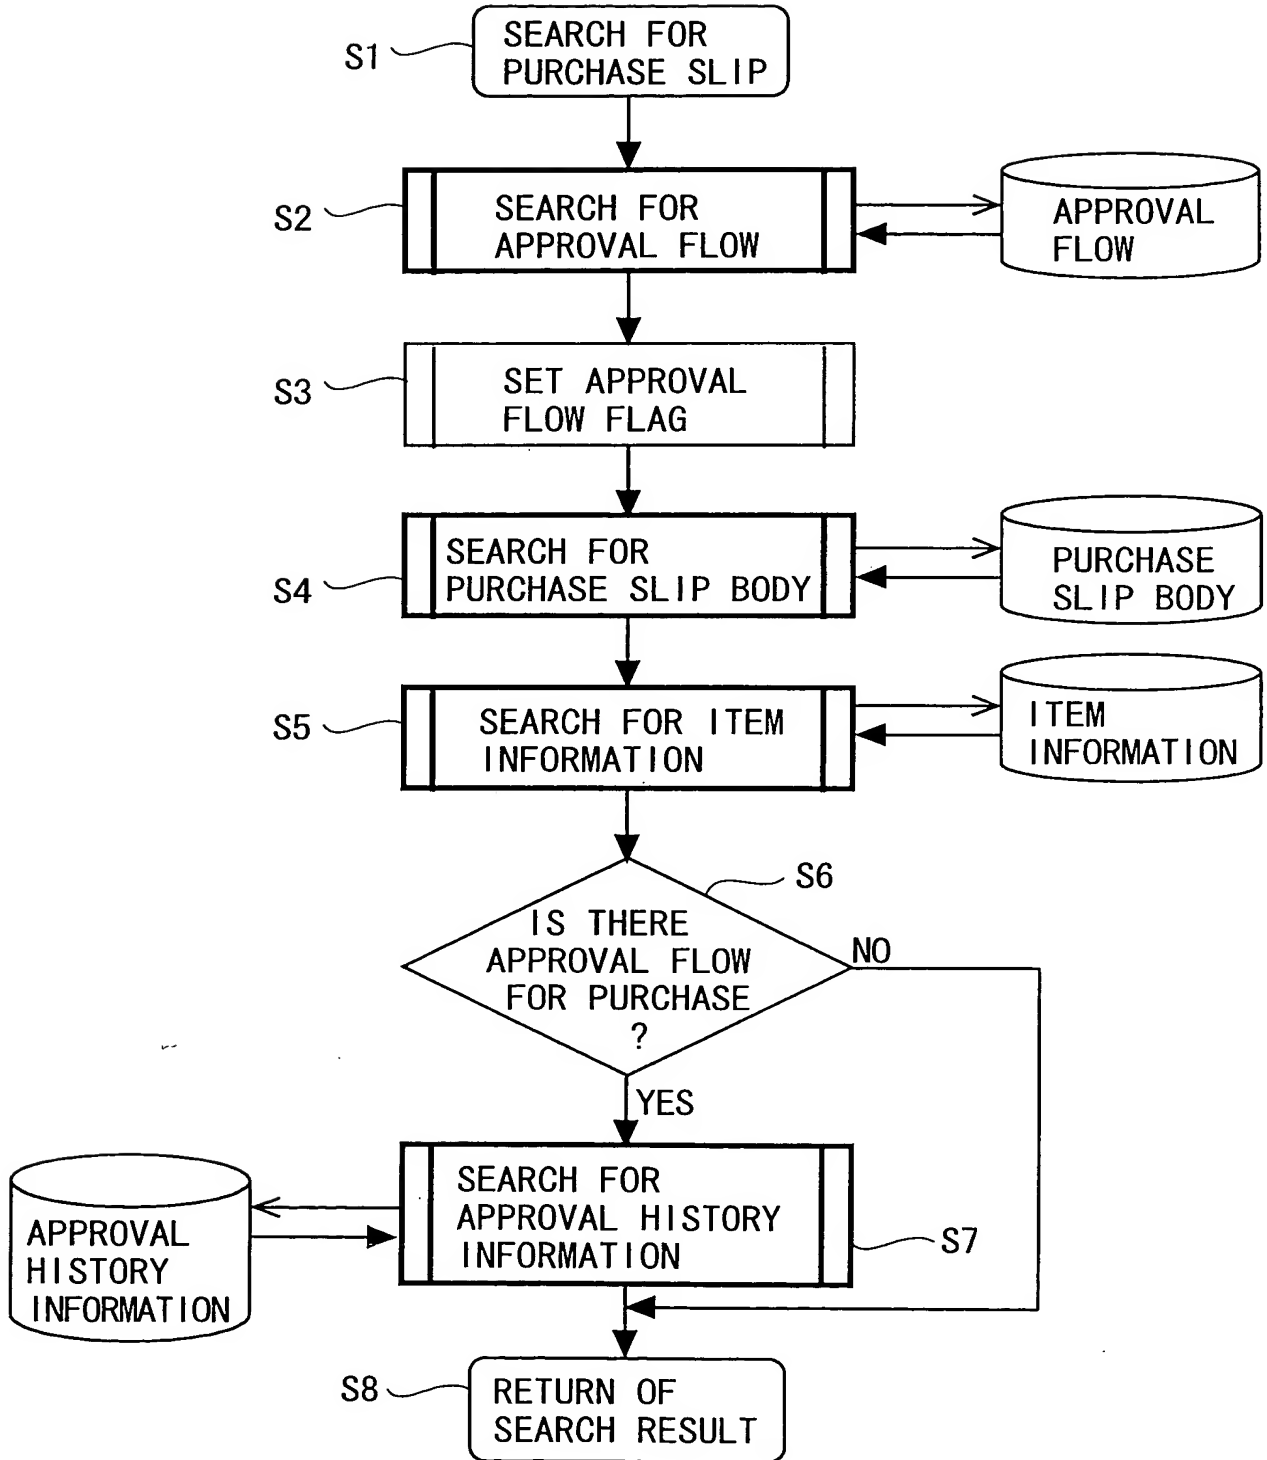 S1
SEARCH FOR
PURCHASE SLIP
S2
SEARCH FOR
APPROVAL FLOW
APPROVAL
FLOW
S3
SET APPROVAL
FLOW FLAG
S4
SEARCH FOR
PURCHASE SLIP BODY
PURCHASE
SLIP BODY
S5
SEARCH FOR ITEM
INFORMATION
ITEM
INFORMATION
S6
IS THERE
APPROVAL FLOW
FOR PURCHASE
?
NO
YES
SEARCH FOR
APPROVAL HISTORY
INFORMATION
S7
APPROVAL
HISTORY
INFORMATION
S8
RETURN OF
SEARCH RESULT